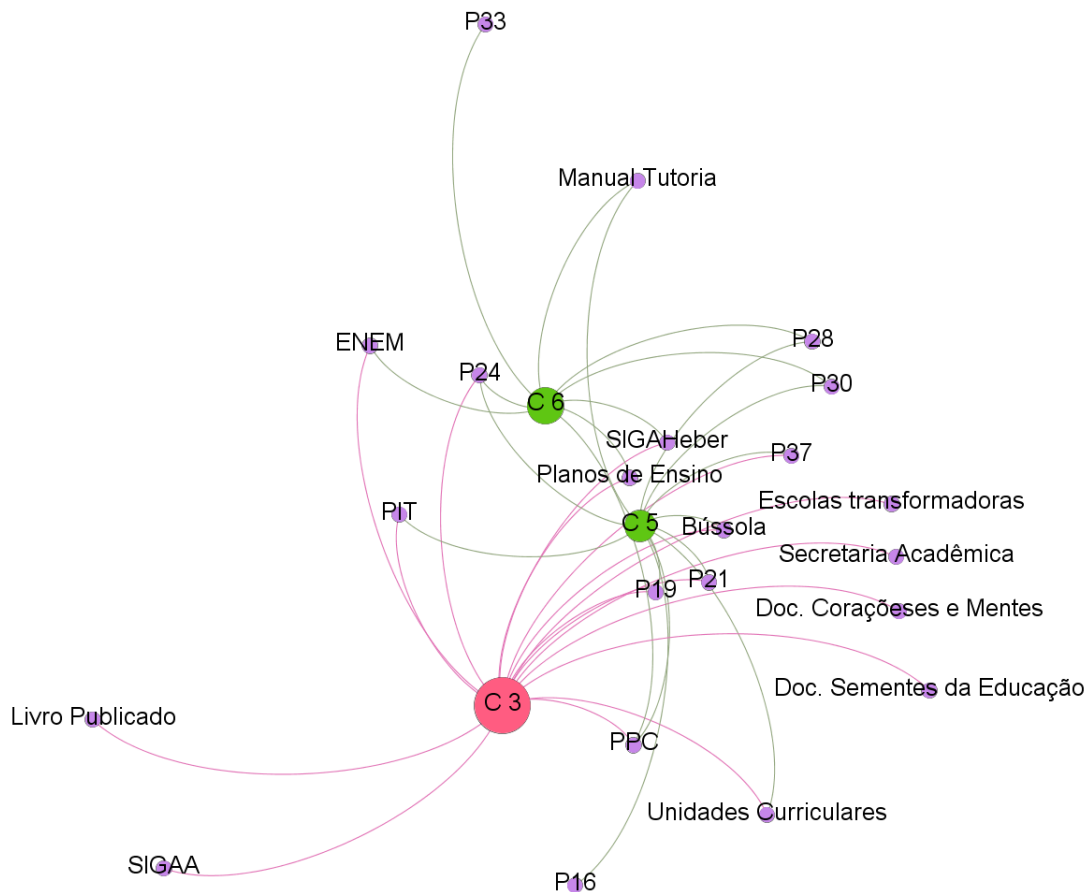 P33
Manual Tutoria
ENEM
P28
P24
P30
C 6
SIGAHeber
P37
Planos de Ensino
Escolas transformadoras
PIT
C 5
Bússola
Secretaria Acadêmica
P21
P19
Doc. Coraçõeses e Mentes
Doc. Sementes da Educação
C 3
Livro Publicado
PPC
Unidades Curriculares
SIGAA
P16